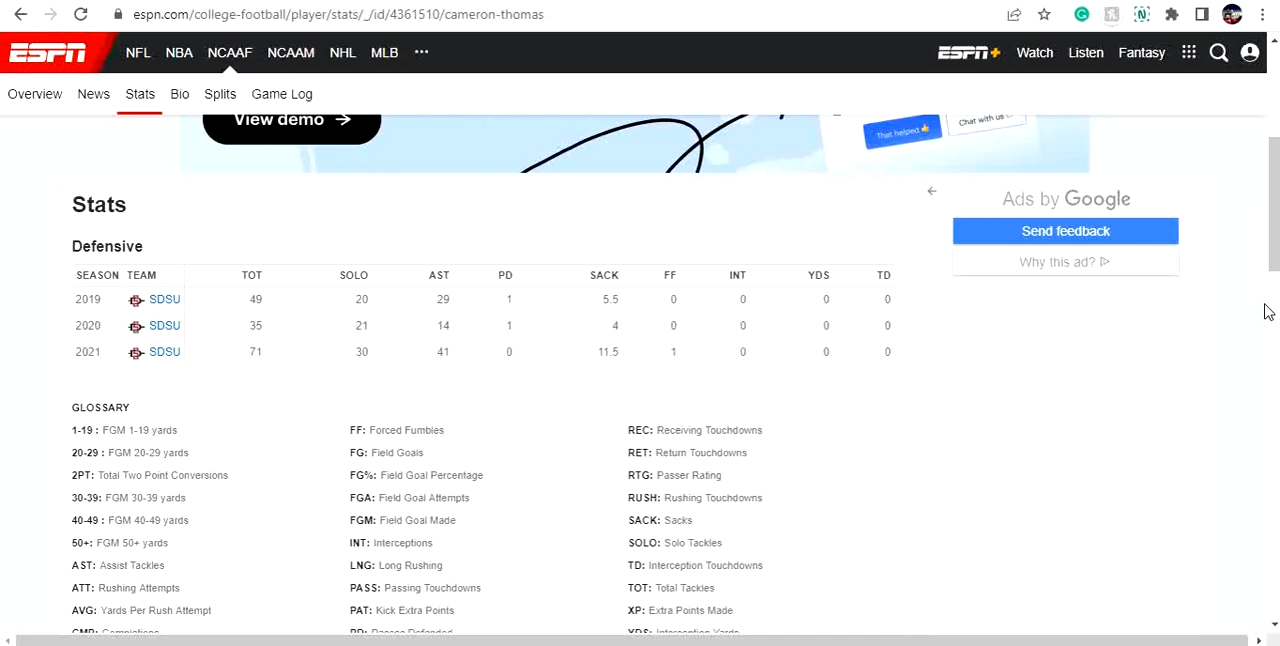 espn.com/college-football/player/stats/_/id/4361510/cameron-thomas
ESPN NFL NBA NCAAF NCAAM NHL MLB ••• ESPN+ Watch Listen Fantasy
Overview News Stats Bio Splits Game Log
View demo →
That helped 👍 Chat with us
Stats
Ads by Google
Send feedback
Why this ad?
Defensive
SEASON TEAM TOT SOLO AST PD SACK FF INT YDS TD
2019 SDSU 49 20 29 1 5.5 0 0 0 0
2020 SDSU 35 21 14 1 4 0 0 0 0
2021 SDSU 71 30 41 0 11.5 1 0 0 0
GLOSSARY
1-19 : FGM 1-19 yards FF: Forced Fumbles REC: Receiving Touchdowns
20-29 : FGM 20-29 yards FG: Field Goals RET: Return Touchdowns
2PT: Total Two Point Conversions FG%: Field Goal Percentage RTG: Passer Rating
30-39: FGM 30-39 yards FGA: Field Goal Attempts RUSH: Rushing Touchdowns
40-49 : FGM 40-49 yards FGM: Field Goal Made SACK: Sacks
50+: FGM 50+ yards INT: Interceptions SOLO: Solo Tackles
AST: Assist Tackles LNG: Long Rushing TD: Interception Touchdowns
ATT: Rushing Attempts PASS: Passing Touchdowns TOT: Total Tackles
AVG: Yards Per Rush Attempt PAT: Kick Extra Points XP: Extra Points Made
CMP: Completions PD: Passes Defended YDS: Interception Yards